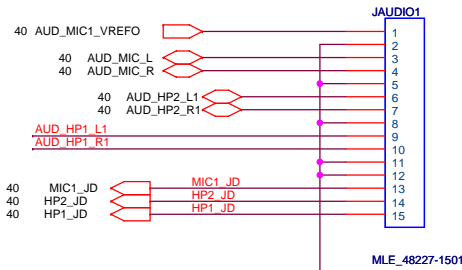 JAUDIO1
40 AUD_MIC1_VREFO 1
2
40 AUD_MIC_L 3
40 AUD_MIC_R 4
5
40 AUD_HP2_L1 6
40 AUD_HP2_R1 7
8
AUD_HP1_L1 9
AUD_HP1_R1 10
11
12
40 MIC1_JD MIC1_JD 13
40 HP2_JD HP2_JD 14
40 HP1_JD HP1_JD 15
MLE_48227-1501